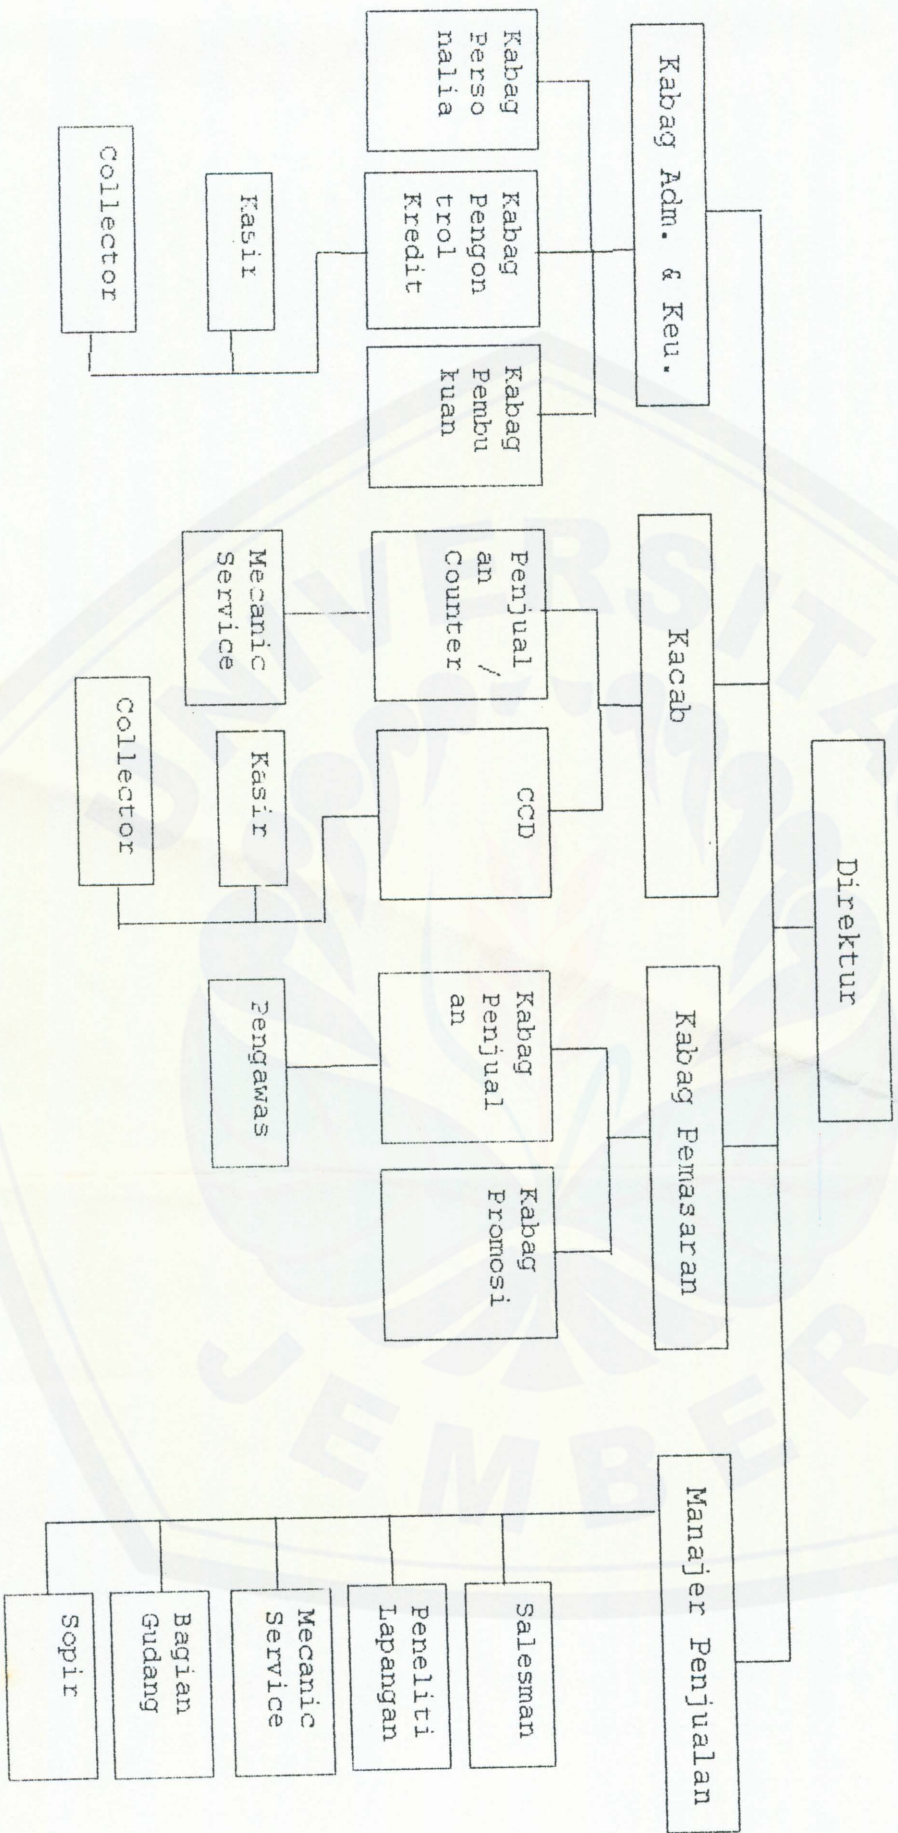 Direktur
Kabag Adm. & Keu.
Kacab
Kabag Pemasaran
Manajer Penjualan
Kabag
Perso
nalia
Kabag
Pengon
trol
Kredit
Kabag
Pembu
kuan
Penjual
an /
Counter
CCD
Kabag
Penjual
an
Kabag
Promosi
Salesman
Peneliti
Lapangan
Mecanic
Service
Bagian
Gudang
Sopir
Kasir
Collector
Mecanic
Service
Kasir
Collector
Pengawas
UNIVERSITAS
JEMBER